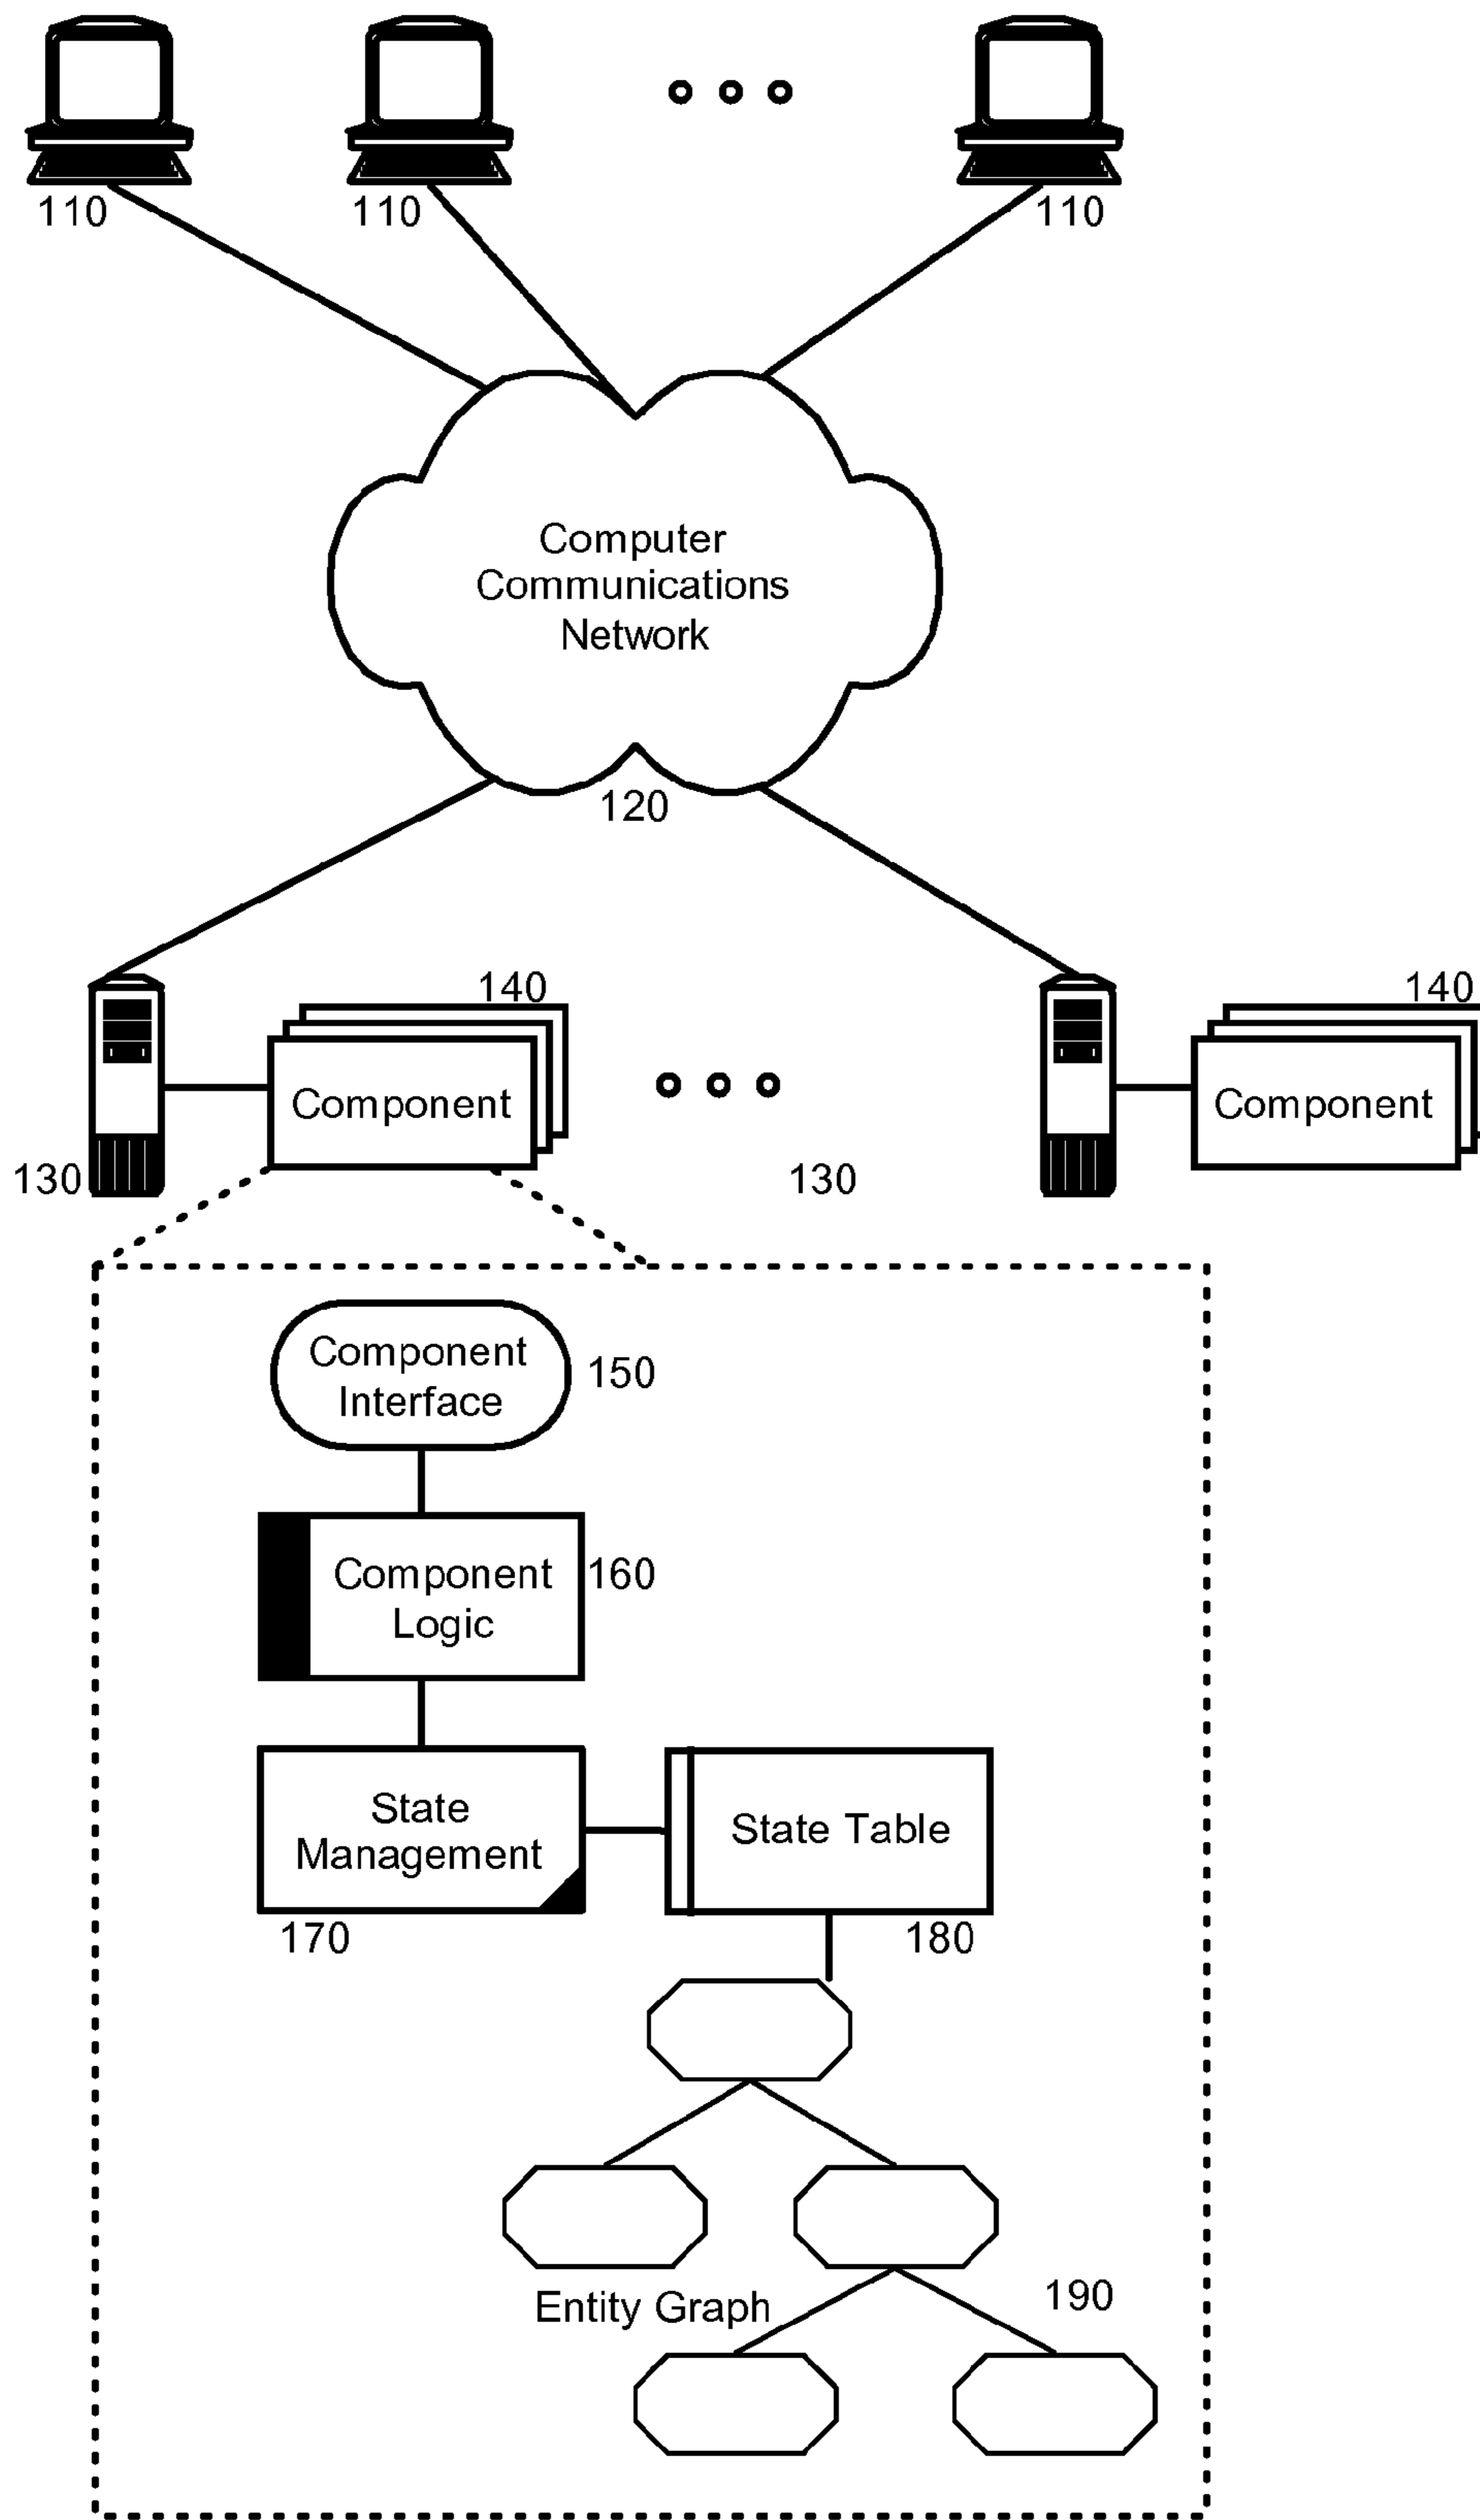 110
110
110
Computer
Communications
Network
120
140
140
Component
Component
130
130
Component
Interface
150
Component
Logic
160
State
Management
State Table
170
180
Entity Graph
190